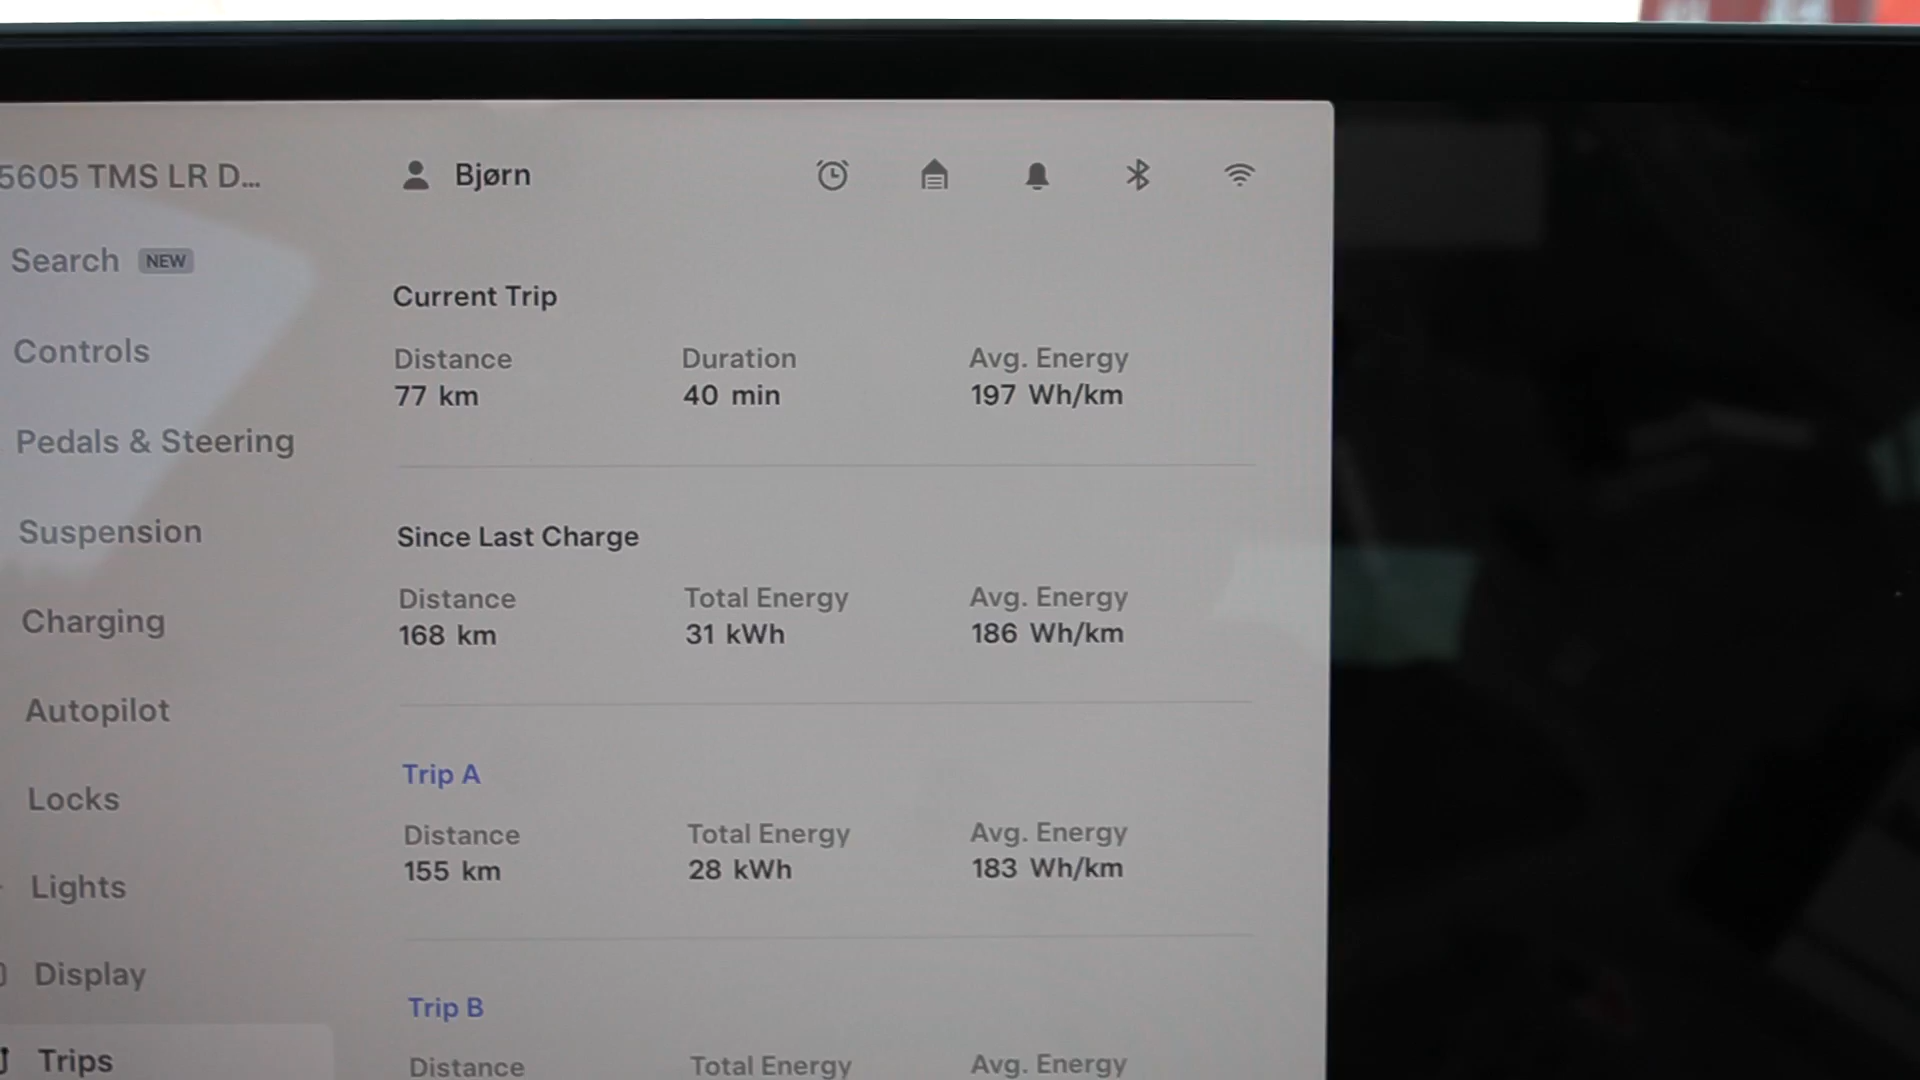 5605 TMS LR D...
Bjørn
Search NEW
Controls
Pedals & Steering
Suspension
Charging
Autopilot
Locks
Lights
Display
Trips
Current Trip
Distance Duration Avg. Energy
77 km 40 min 197 Wh/km
Since Last Charge
Distance Total Energy Avg. Energy
168 km 31 kWh 186 Wh/km
Trip A
Distance Total Energy Avg. Energy
155 km 28 kWh 183 Wh/km
Trip B
Distance Total Energy Avg. Energy